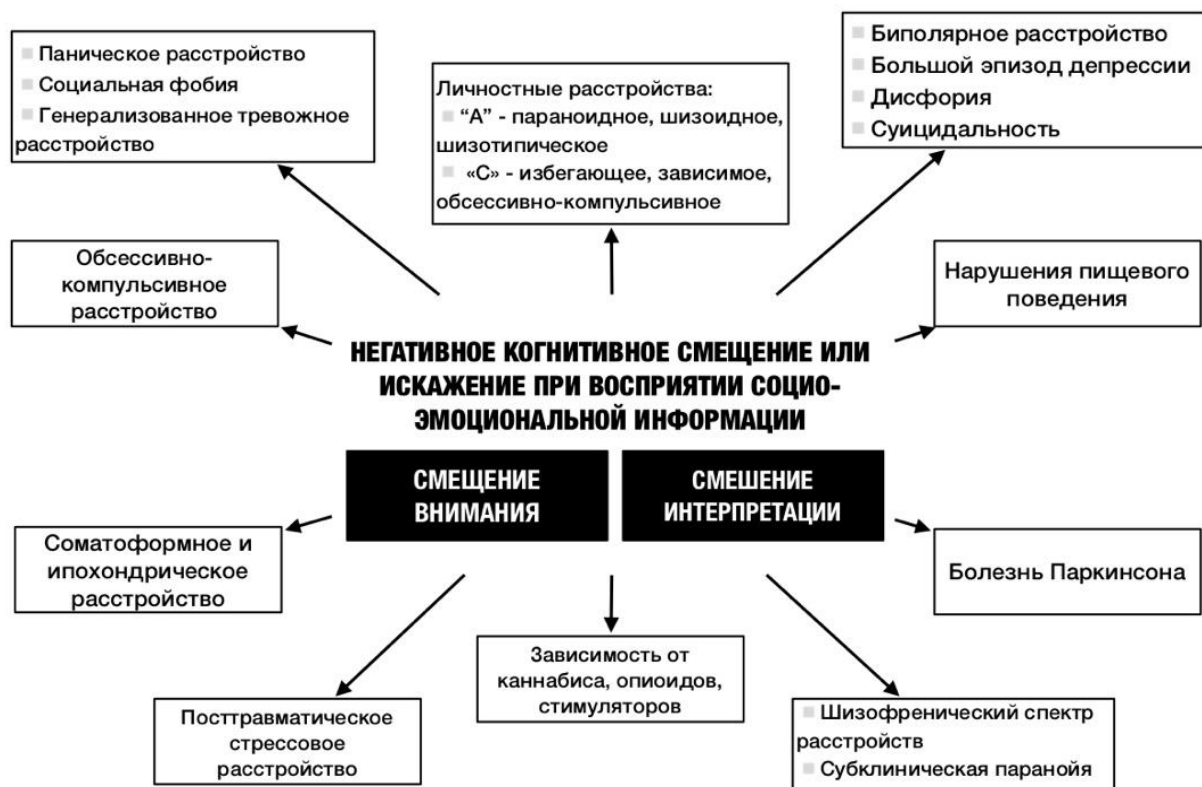 Паническое расстройство
Социальная фобия
Генерализованное тревожное
расстройство
Личностные расстройства:
“А” - параноидное, шизоидное,
шизотипическое
«С» - избегающее, зависимое,
обсессивно-компульсивное
Биполярное расстройство
Большой эпизод депрессии
Дисфория
Суицидальность
Обсессивно-
компульсивное
расстройство
Нарушения пищевого
поведения
НЕГАТИВНОЕ КОГНИТИВНОЕ СМЕЩЕНИЕ ИЛИ
ИСКАЖЕНИЕ ПРИ ВОСПРИЯТИИ СОЦИО-
ЭМОЦИОНАЛЬНОЙ ИНФОРМАЦИИ
СМЕЩЕНИЕ
ВНИМАНИЯ
СМЕШЕНИЕ
ИНТЕРПРЕТАЦИИ
Соматоформное и
ипохондрическое
расстройство
Болезнь Паркинсона
Посттравматическое
стрессовое
расстройство
Зависимость от
каннабиса, опиоидов,
стимуляторов
Шизофренический спектр
расстройств
Субклиническая паранойя